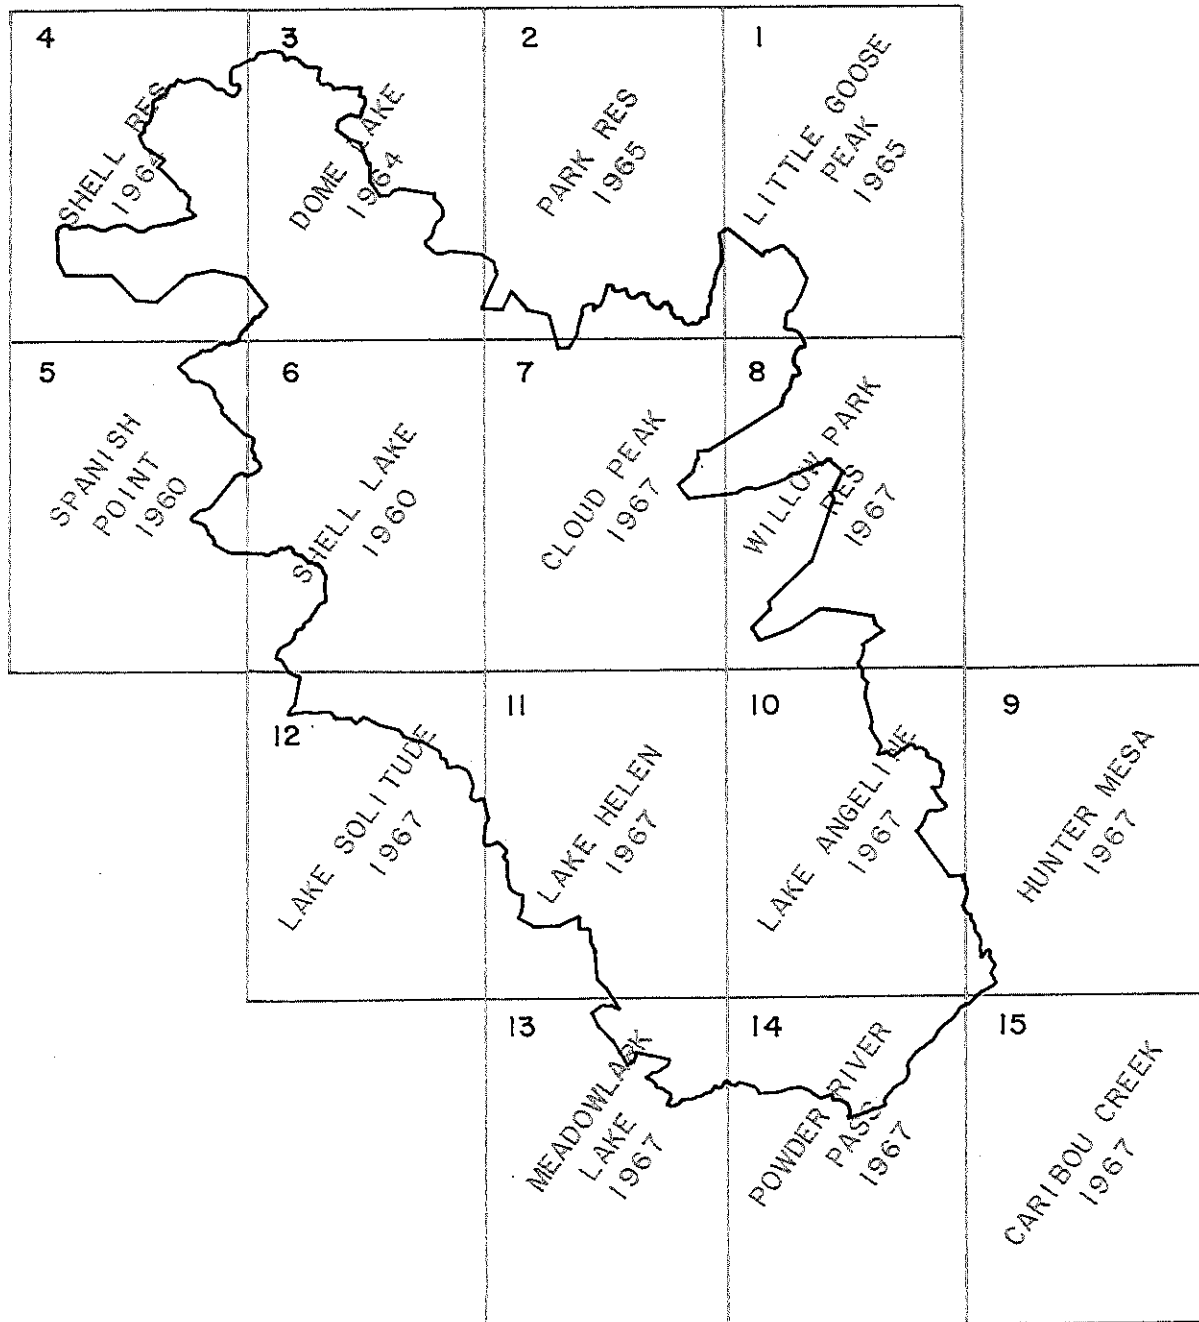 4
SHELL RES
1964
3
DOME LAKE
1964
2
PARK RES
1965
1
LITTLE GOOSE
PEAK
1965
5
SPANISH
POINT
1960
6
SHELL LAKE
1960
7
CLOUD PEAK
1967
8
WILLOW PARK
RES
1967
12
LAKE SOLITUDE
1967
11
LAKE HELEN
1967
10
LAKE ANGELINE
1967
9
HUNTER MESA
1967
13
MEADOWLARK
LAKE
1967
14
POWDER RIVER
PASS
1967
15
CARIBOU CREEK
1967